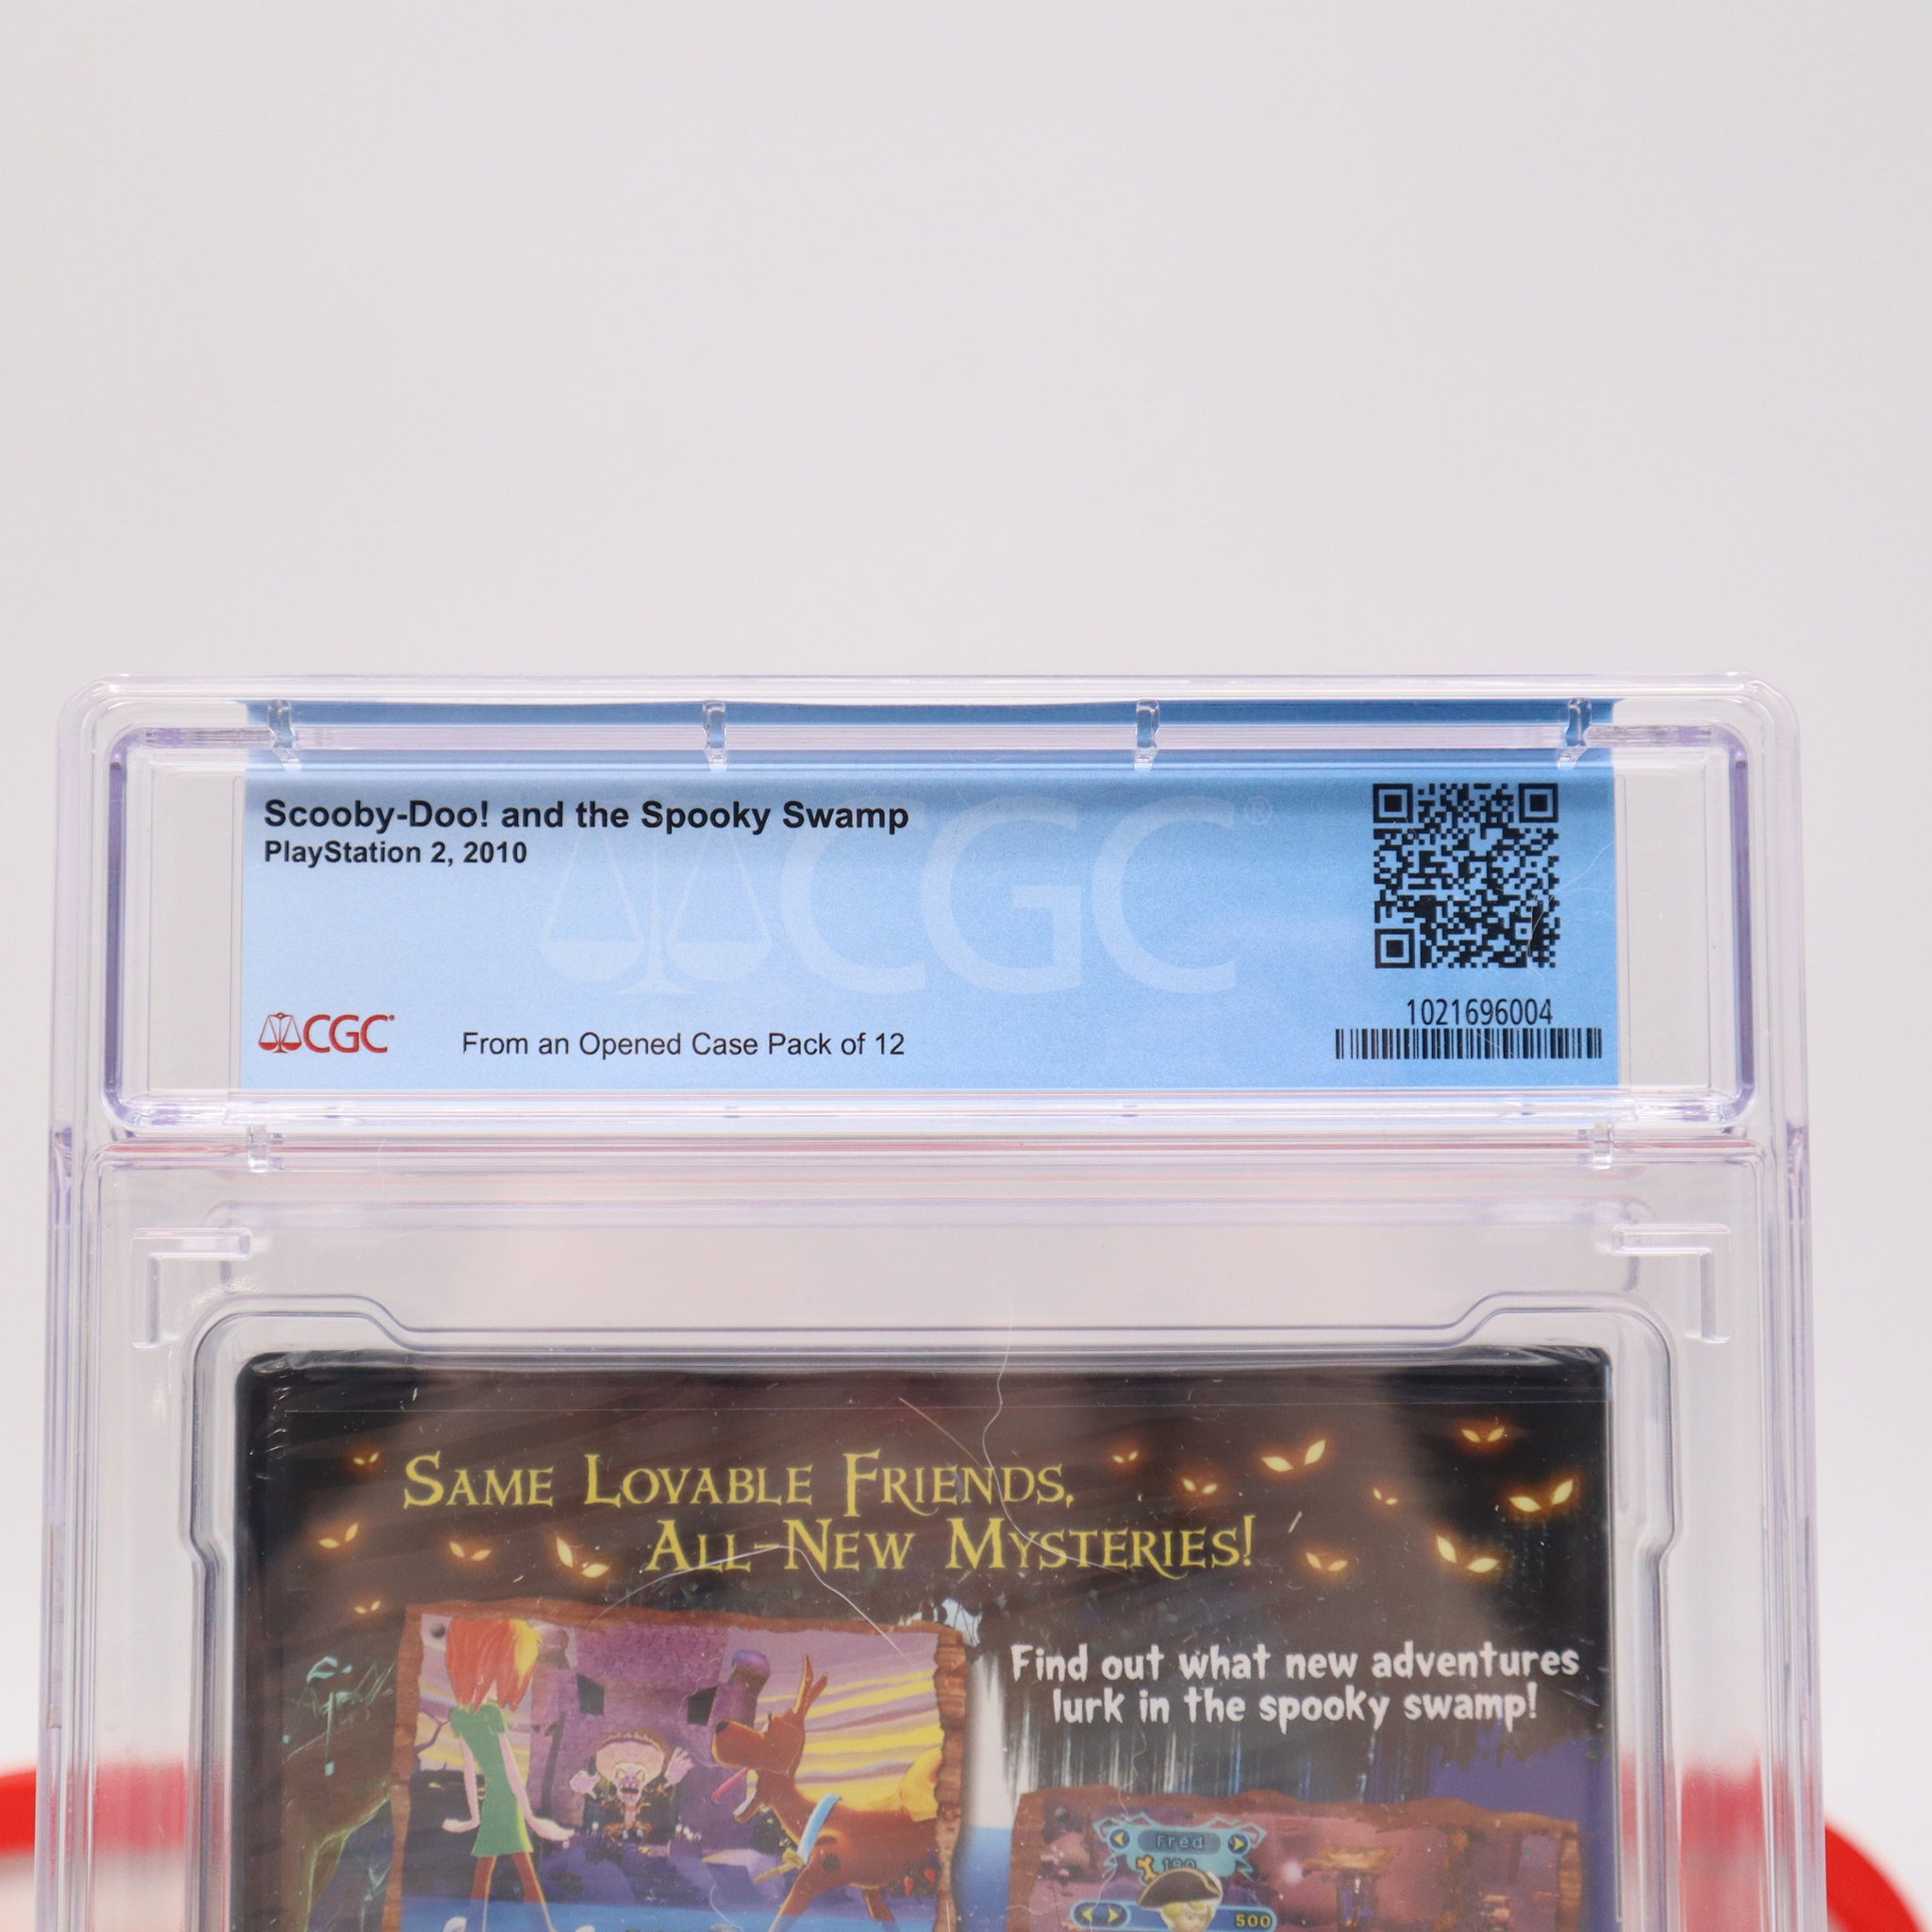 Scooby-Doo! and the Spooky Swamp
PlayStation 2, 2010
CGC®
1021696004
CGC®
From an Opened Case Pack of 12
SAME LOVABLE FRIENDS,
ALL-NEW MYSTERIES!
Find out what new adventures
lurk in the spooky swamp!
Fred
180
500